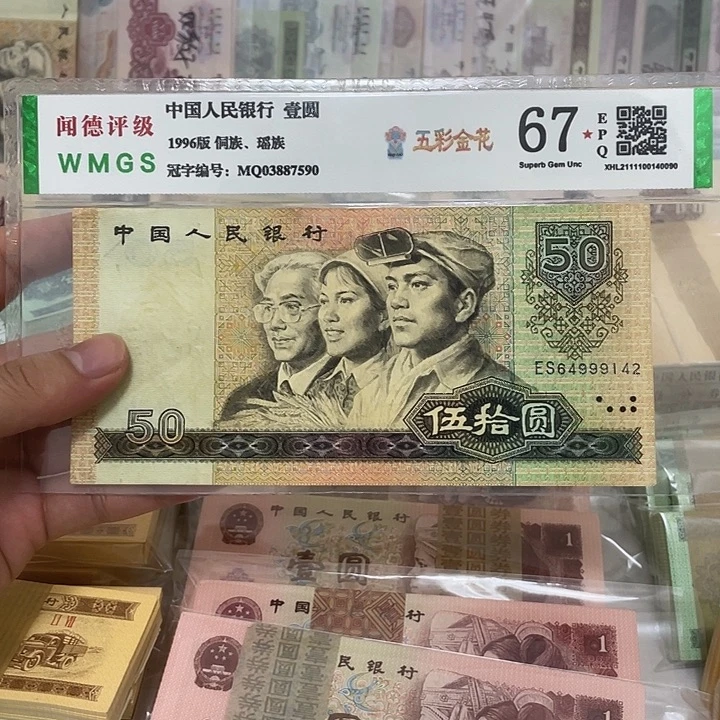 闻德评级
WMGS
中国人民银行 壹圆
1996版 侗族、瑶族
冠字编号：MQ03887590
五彩金花
67
★
EPQ
Superb Gem Unc
XHL2111100140090
中国人民银行
50
ES64999142
50
伍拾圆
中国人民银行
壹圆
1
中国
行
1
民银行
1